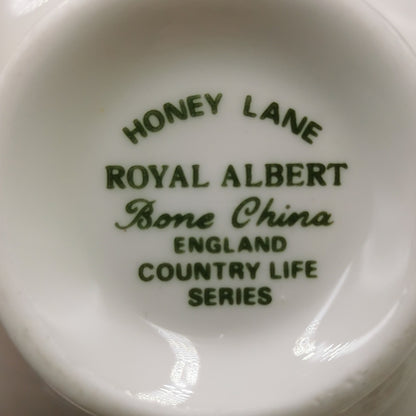 HONEY LANE
ROYAL ALBERT
Bone China
ENGLAND
COUNTRY LIFE
SERIES